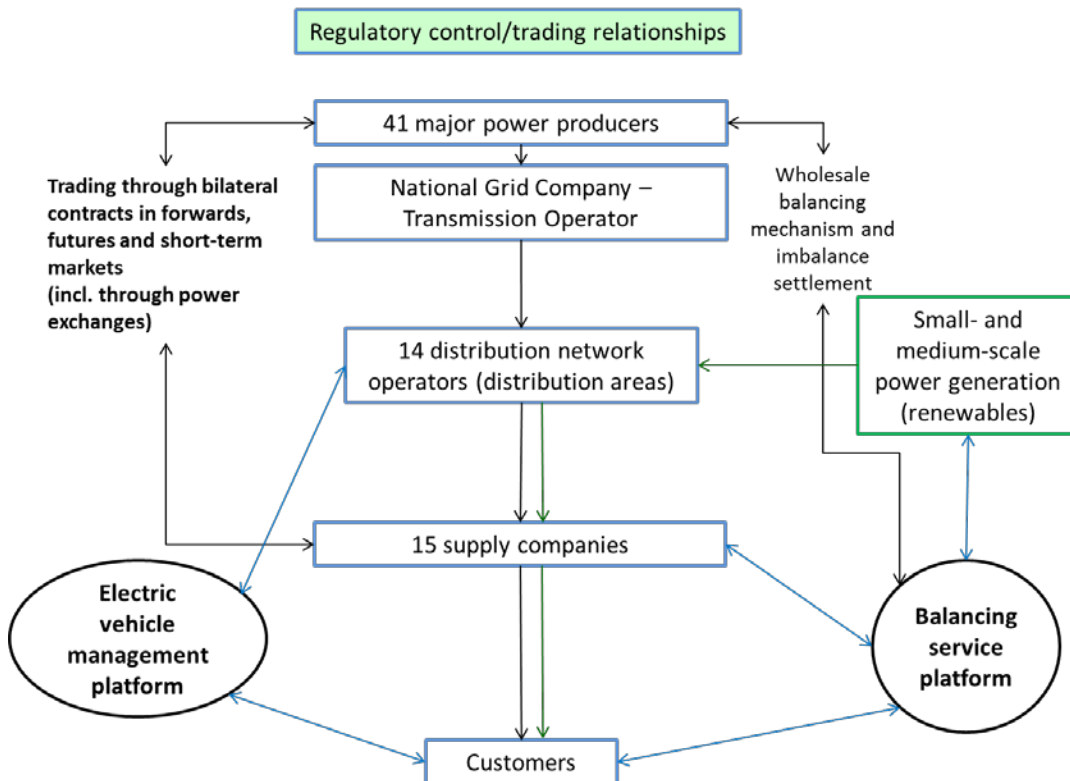 Regulatory control/trading relationships
41 major power producers
National Grid Company –
Transmission Operator
Trading through bilateral
contracts in forwards,
futures and short-term
markets
(incl. through power
exchanges)
Wholesale
balancing
mechanism and
imbalance
settlement
Small- and
medium-scale
power generation
(renewables)
14 distribution network
operators (distribution areas)
15 supply companies
Electric
vehicle
management
platform
Balancing
service
platform
Customers